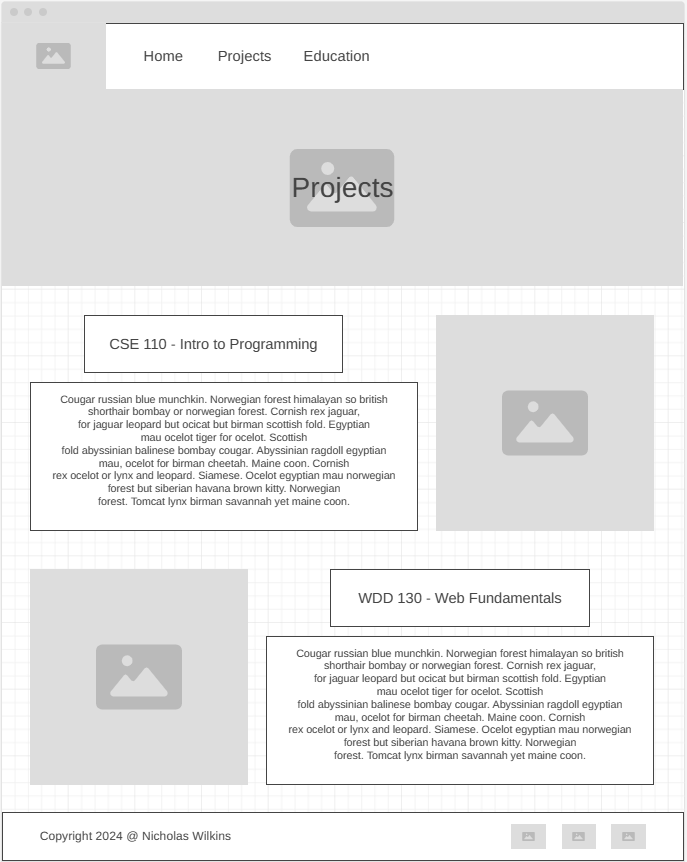 Home Projects Education
Projects
CSE 110 - Intro to Programming
Cougar russian blue munchkin. Norwegian forest himalayan so british
shorthair bombay or norwegian forest. Cornish rex jaguar,
for jaguar leopard but ocicat but birman scottish fold. Egyptian
mau ocelot tiger for ocelot. Scottish
fold abyssinian balinese bombay cougar. Abyssinian ragdoll egyptian
mau, ocelot for birman cheetah. Maine coon. Cornish
rex ocelot or lynx and leopard. Siamese. Ocelot egyptian mau norwegian
forest but siberian havana brown kitty. Norwegian
forest. Tomcat lynx birman savannah yet maine coon.
WDD 130 - Web Fundamentals
Cougar russian blue munchkin. Norwegian forest himalayan so british
shorthair bombay or norwegian forest. Cornish rex jaguar,
for jaguar leopard but ocicat but birman scottish fold. Egyptian
mau ocelot tiger for ocelot. Scottish
fold abyssinian balinese bombay cougar. Abyssinian ragdoll egyptian
mau, ocelot for birman cheetah. Maine coon. Cornish
rex ocelot or lynx and leopard. Siamese. Ocelot egyptian mau norwegian
forest but siberian havana brown kitty. Norwegian
forest. Tomcat lynx birman savannah yet maine coon.
Copyright 2024 @ Nicholas Wilkins